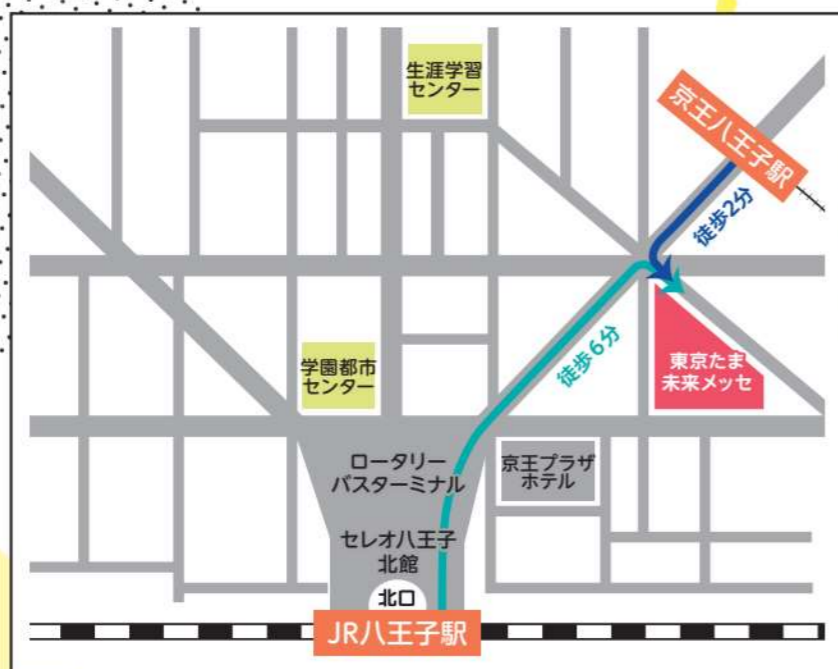 生涯学習
センター
京王八王子駅
徒歩2分
学園都市
センター
徒歩6分
東京たま
未来メッセ
ロータリー
バスターミナル
京王プラザ
ホテル
セレオ八王子
北館
北口
JR八王子駅